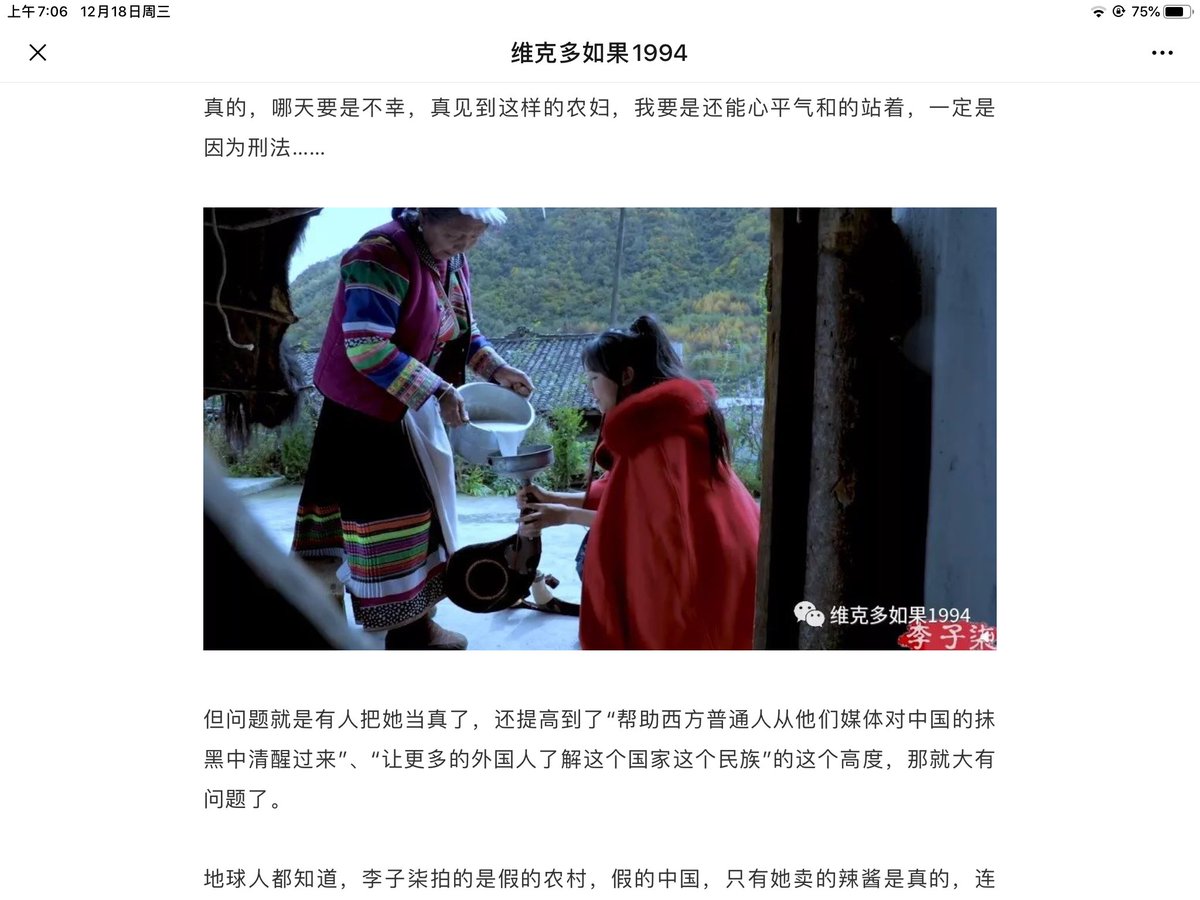 上午7:06 12月18日周三
75%
维克多如果1994
真的，哪天要是不幸，真见到这样的农妇，我要是还能心平气和的站着，一定是
因为刑法……
维克多如果1994
李子柒
但问题就是有人把她当真了，还提高到了“帮助西方普通人从他们媒体对中国的抹
黑中清醒过来”、“让更多的外国人了解这个国家这个民族”的这个高度，那就大有
问题了。
地球人都知道，李子柒拍的是假的农村，假的中国，只有她卖的辣酱是真的，连